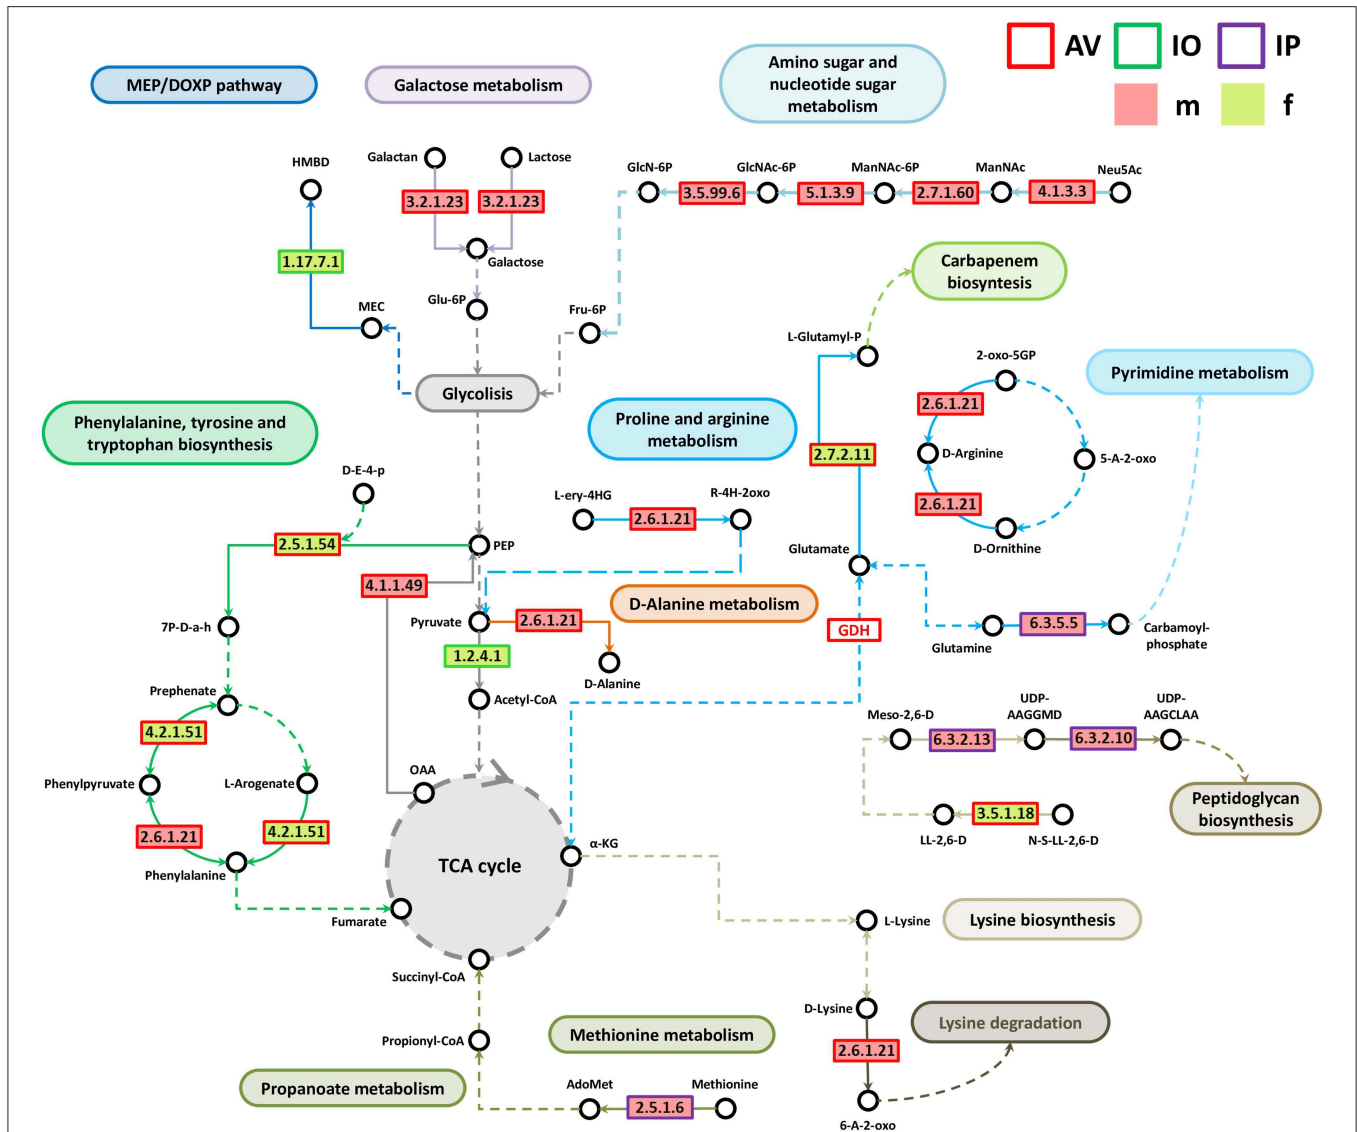 AV
IO
IP
m
f
MEP/DOXP pathway
Galactose metabolism
Amino sugar and
nucleotide sugar
metabolism
HMBD
Galactan
Lactose
GlcN-6P
GlcNAc-6P
ManNAc-6P
ManNAc
Neu5Ac
3.2.1.23
3.2.1.23
3.5.99.6
5.1.3.9
2.7.1.60
4.1.3.3
1.17.7.1
Galactose
Carbapenem
biosyntesis
Glu-6P
MEC
Fru-6P
L-Glutamyl-P
2-oxo-5GP
Pyrimidine metabolism
Glycolisis
2.6.1.21
Phenylalanine, tyrosine and
tryptophan biosynthesis
Proline and arginine
metabolism
2.7.2.11
D-Arginine
5-A-2-oxo
D-E-4-p
L-ery-4HG
2.6.1.21
R-4H-2oxo
2.6.1.21
2.5.1.54
PEP
Glutamate
D-Ornithine
4.1.1.49
D-Alanine metabolism
7P-D-a-h
Pyruvate
2.6.1.21
GDH
6.3.5.5
Glutamine
Carbamoyl-
phosphate
1.2.4.1
D-Alanine
Prephenate
Acetyl-CoA
Meso-2,6-D
UDP-
AAGGMD
UDP-
AAGCLAA
4.2.1.51
6.3.2.13
6.3.2.10
Phenylpyruvate
L-Arogenate
OAA
Peptidoglycan
biosynthesis
2.6.1.21
4.2.1.51
3.5.1.18
LL-2,6-D
N-S-LL-2,6-D
Phenylalanine
TCA cycle
α-KG
Fumarate
L-Lysine
Lysine biosynthesis
Succinyl-CoA
D-Lysine
Lysine degradation
Propionyl-CoA
Methionine metabolism
2.6.1.21
Propanoate metabolism
AdoMet
2.5.1.6
Methionine
6-A-2-oxo